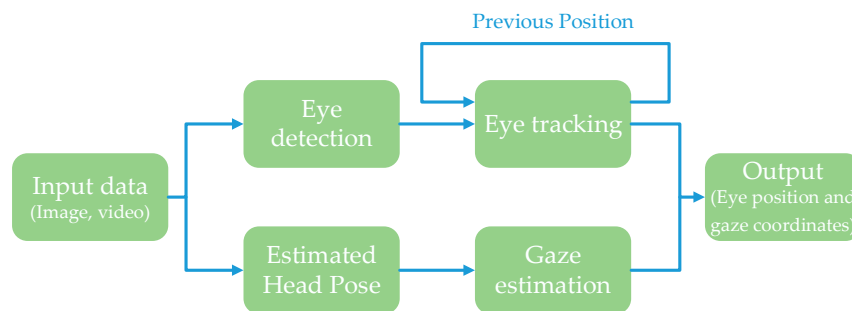 Previous Position
Eye
detection
Eye tracking
Input data
(Image, video)
Output
(Eye position and
gaze coordinates)
Estimated
Head Pose
Gaze
estimation